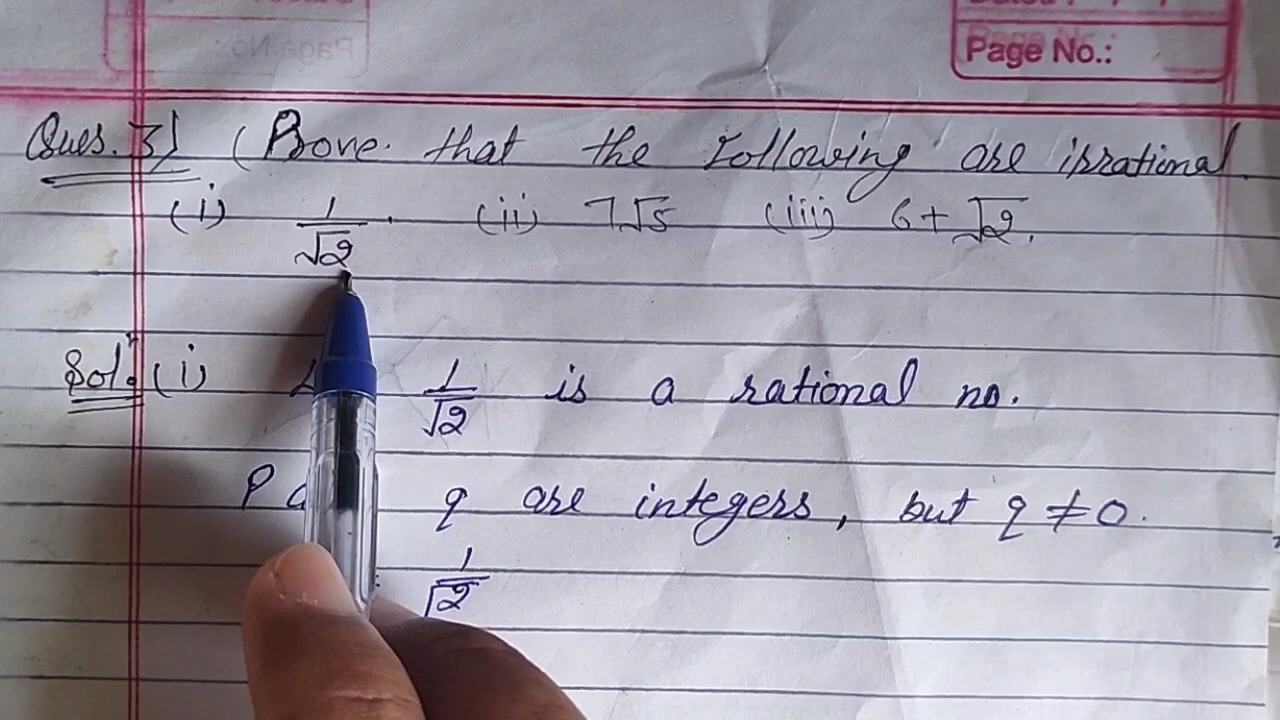 Page No.:
Ques. 3) (Prove. that the following are irrational.
(i) 1/√2. (ii) 7√5 (iii) 6+√2.
Sol. (i) 1/√2 is a rational no.
P q are integers, but q ≠ 0.
1/√2